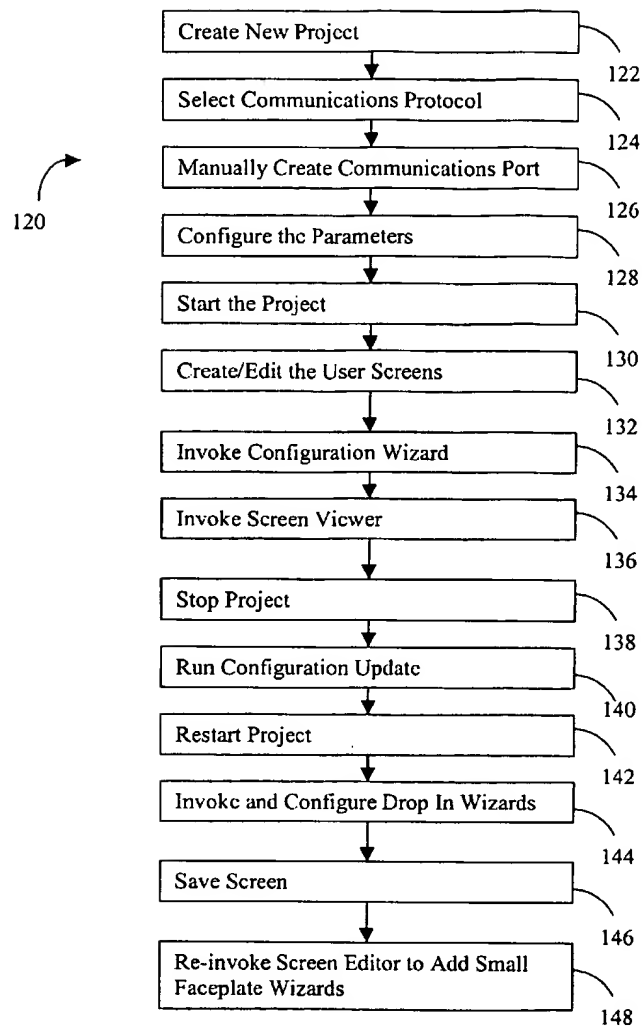 Create New Project
122
Select Communications Protocol
124
Manually Create Communications Port
126
120
Configure the Parameters
128
Start the Project
130
Create/Edit the User Screens
132
Invoke Configuration Wizard
134
Invoke Screen Viewer
136
Stop Project
138
Run Configuration Update
140
Restart Project
142
Invoke and Configure Drop In Wizards
144
Save Screen
146
Re-invoke Screen Editor to Add Small
Faceplate Wizards
148